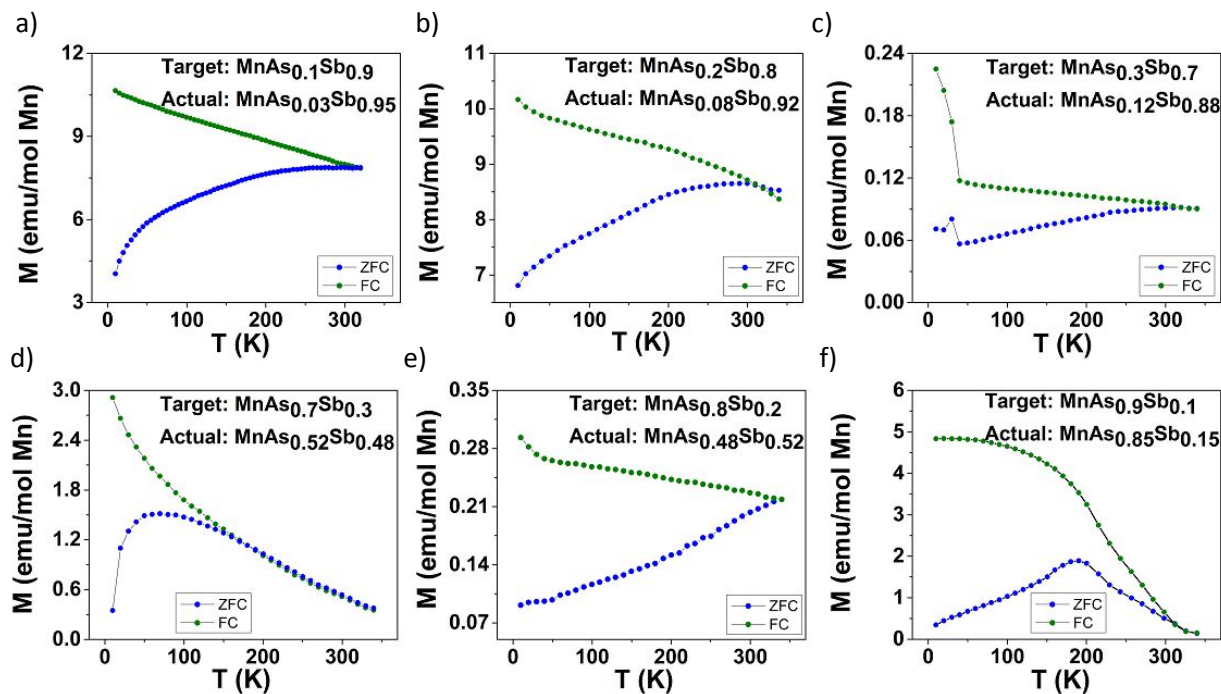 a)
12
9
6
3
M (emu/mol Mn)
Target: MnAs0.1Sb0.9
Actual: MnAs0.03Sb0.95
ZFC
FC
0 100 200 300
T (K)
b)
11
10
9
8
7
M (emu/mol Mn)
Target: MnAs0.2Sb0.8
Actual: MnAs0.08Sb0.92
ZFC
FC
0 100 200 300
T (K)
c)
0.24
0.18
0.12
0.06
0.00
M (emu/mol Mn)
Target: MnAs0.3Sb0.7
Actual: MnAs0.12Sb0.88
ZFC
FC
0 100 200 300
T (K)
d)
3.0
2.4
1.8
1.2
0.6
0.0
M (emu/mol Mn)
Target: MnAs0.7Sb0.3
Actual: MnAs0.52Sb0.48
ZFC
FC
0 100 200 300
T (K)
e)
0.35
0.28
0.21
0.14
0.07
M (emu/mol Mn)
Target: MnAs0.8Sb0.2
Actual: MnAs0.48Sb0.52
ZFC
FC
0 100 200 300
T (K)
f)
6
5
4
3
2
1
0
M (emu/mol Mn)
Target: MnAs0.9Sb0.1
Actual: MnAs0.85Sb0.15
ZFC
FC
0 100 200 300
T (K)